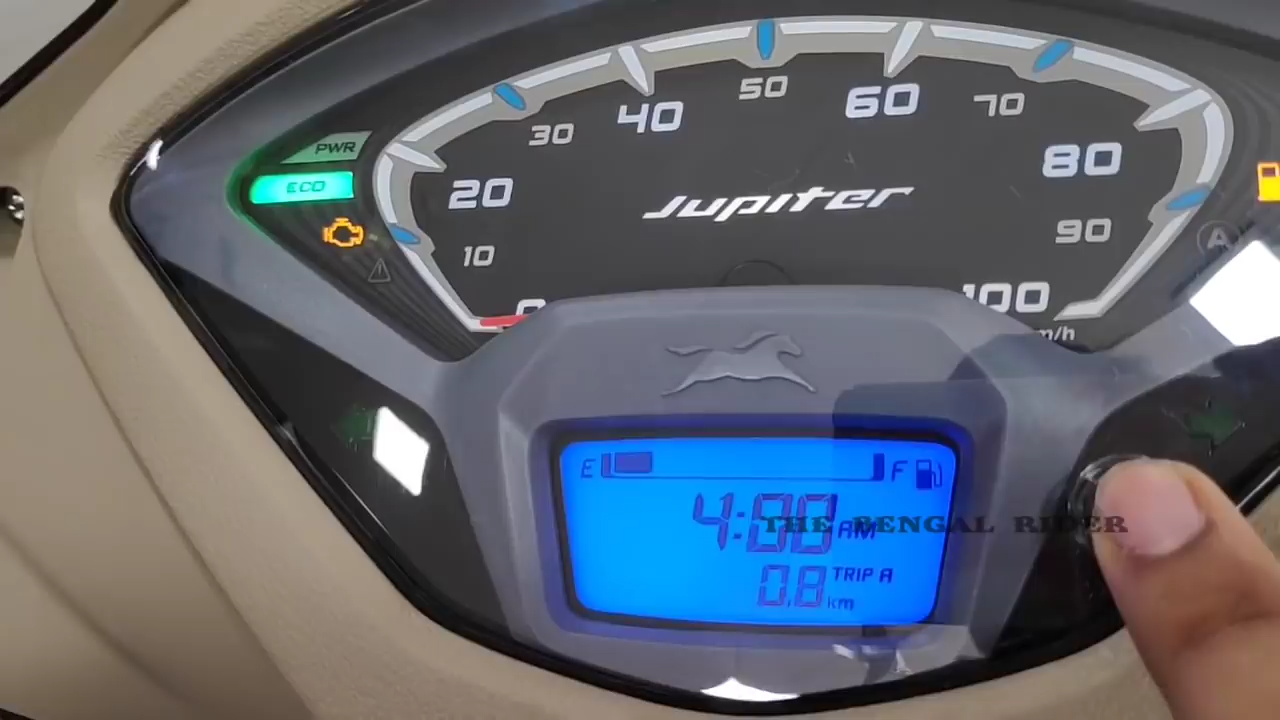 PWR
ECO
0
10
20
30
40
50
60
70
80
90
100
Jupiter
A
E F
4:00 AM
THE BENGAL RIDER
TRIP A
0.8 km